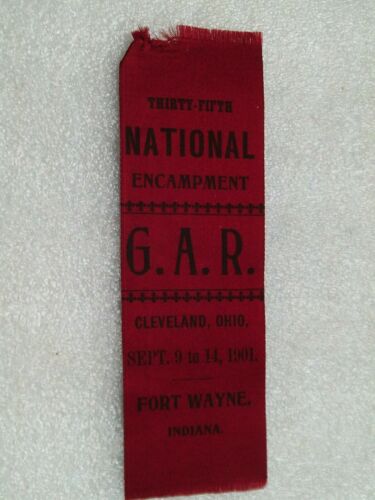 THIRTY-FIFTH
NATIONAL
ENCAMPMENT
G. A. R.
CLEVELAND, OHIO,
SEPT. 9 to 14, 1901.
FORT WAYNE,
INDIANA.